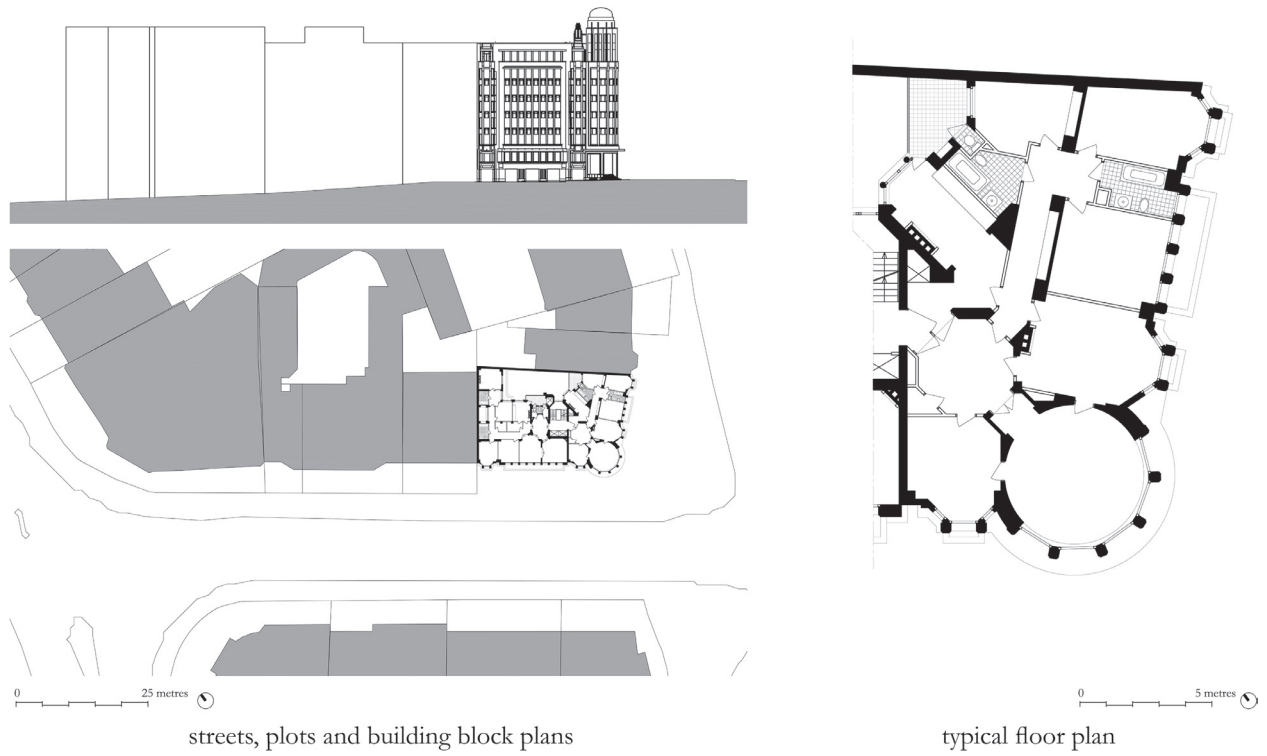 0 25 metres
streets, plots and building block plans
0 5 metres
typical floor plan